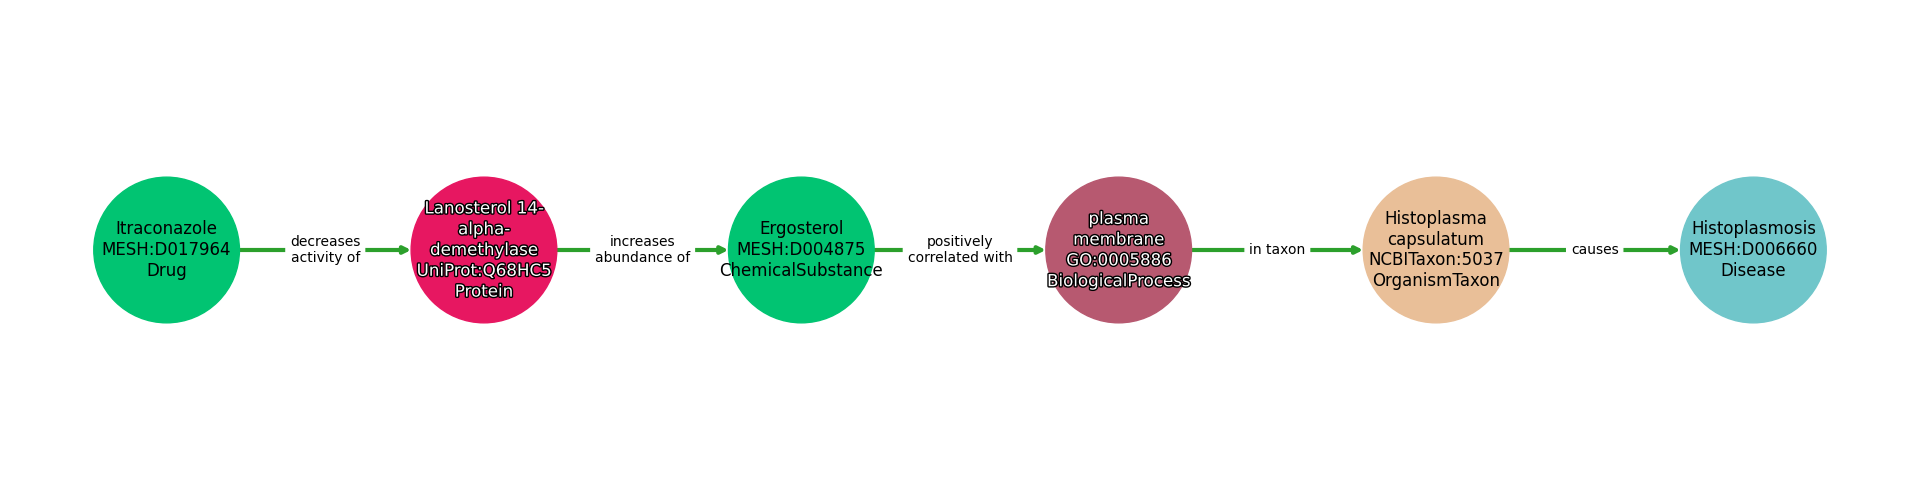 Itraconazole
MESH:D017964
Drug
decreases
activity of
Lanosterol 14-
alpha-
demethylase
UniProt:Q68HC5
Protein
increases
abundance of
Ergosterol
MESH:D004875
ChemicalSubstance
positively
correlated with
plasma
membrane
GO:0005886
BiologicalProcess
in taxon
Histoplasma
capsulatum
NCBITaxon:5037
OrganismTaxon
causes
Histoplasmosis
MESH:D006660
Disease